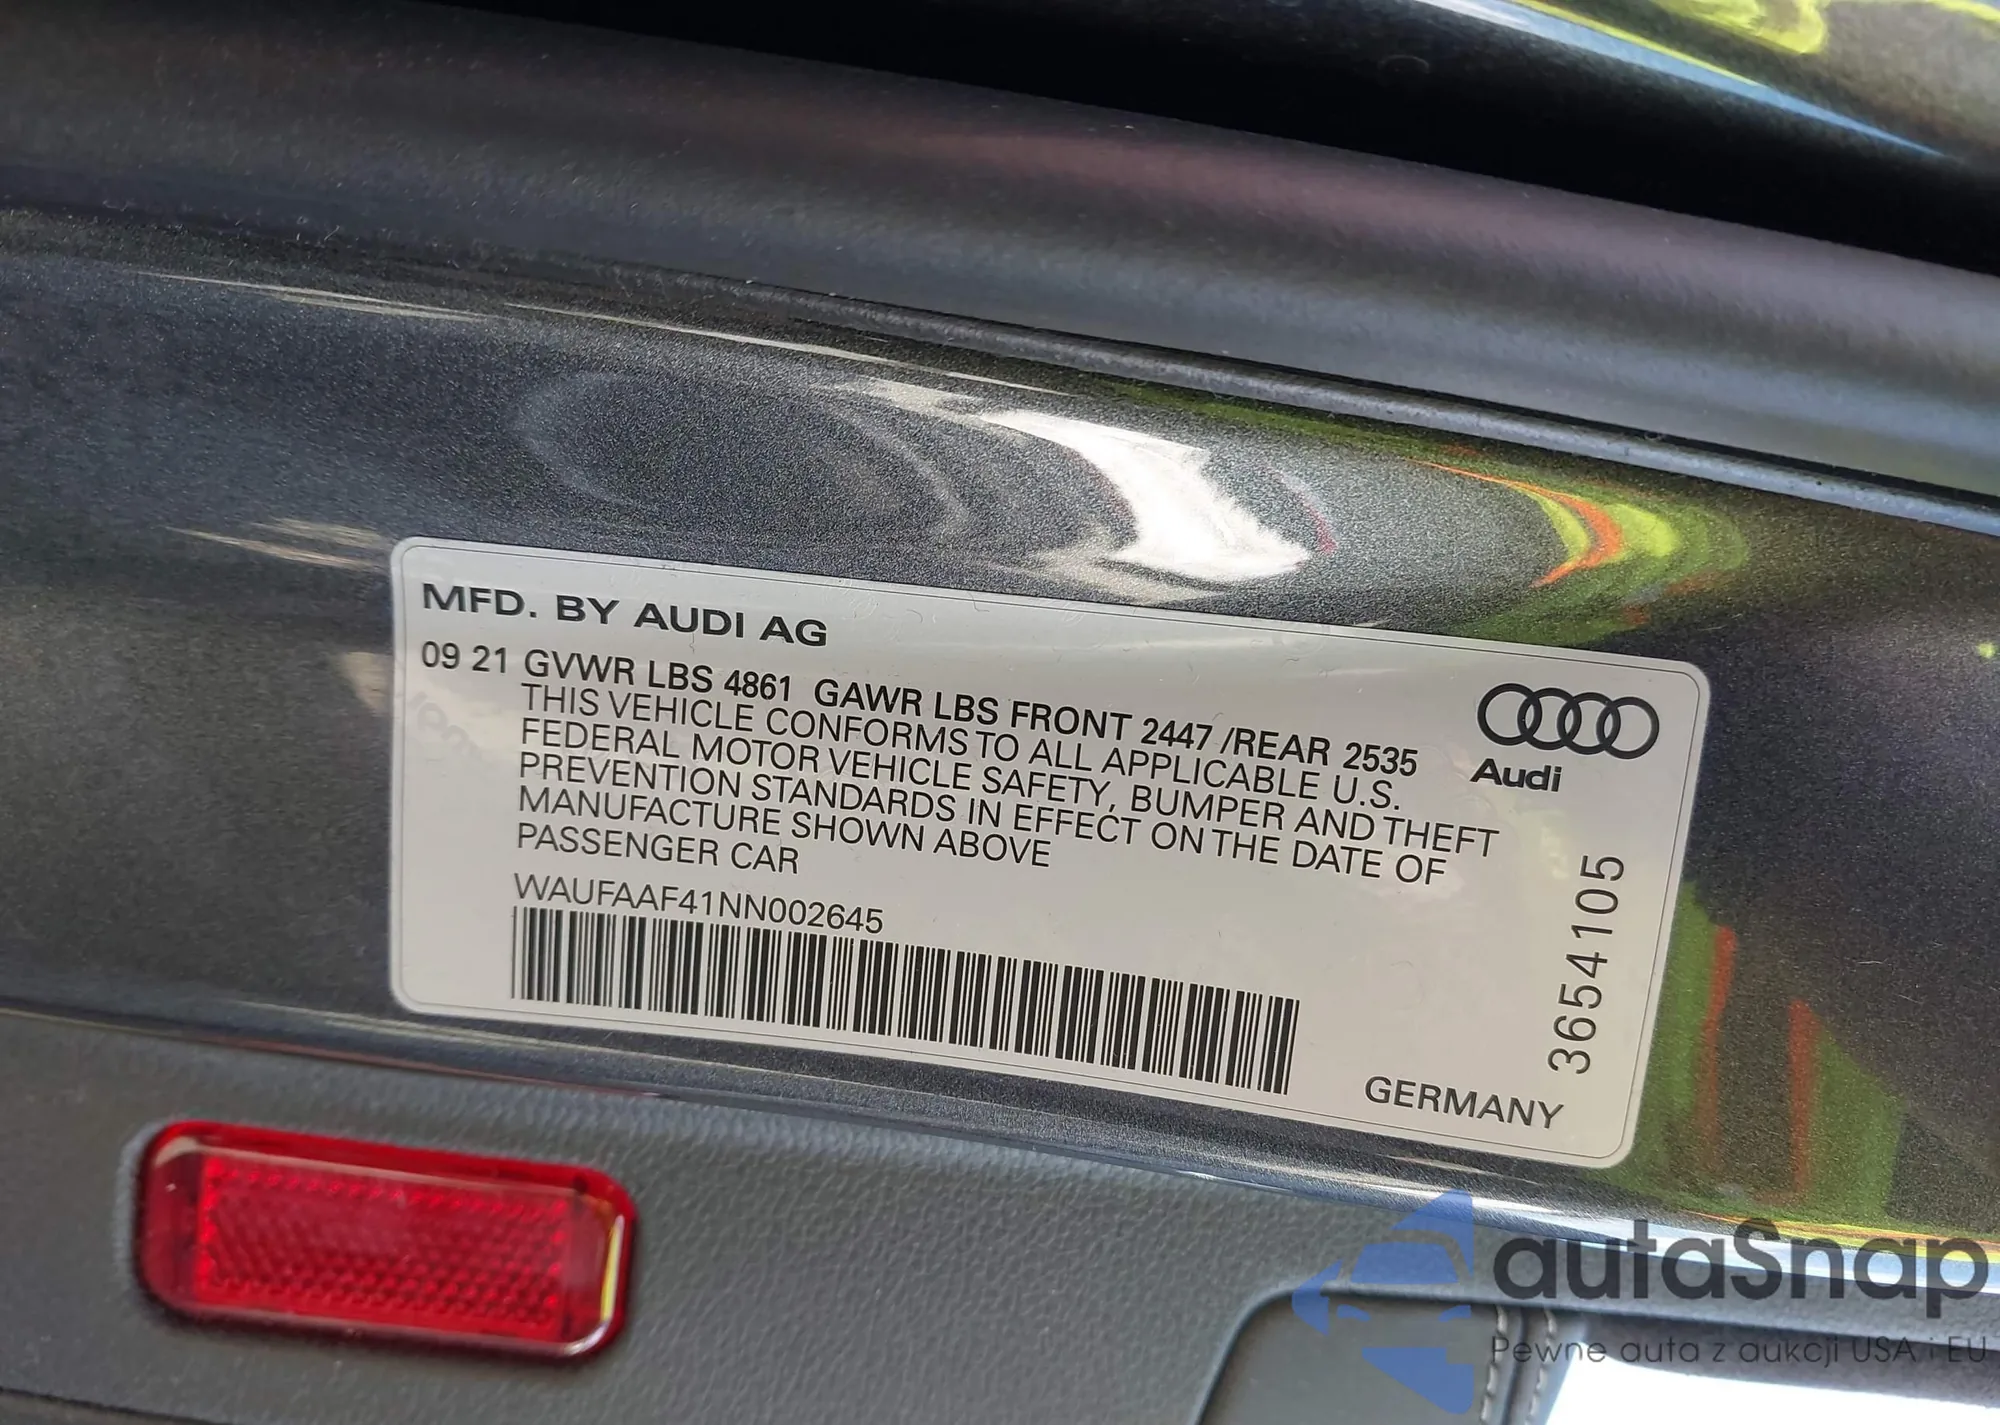 MFD. BY AUDI AG
09 21 GVWR LBS 4861 GAWR LBS FRONT 2447 /REAR 2535
THIS VEHICLE CONFORMS TO ALL APPLICABLE U.S.
FEDERAL MOTOR VEHICLE SAFETY, BUMPER AND THEFT
PREVENTION STANDARDS IN EFFECT ON THE DATE OF
MANUFACTURE SHOWN ABOVE
PASSENGER CAR
WAUFAAF41NN002645
Audi
3654105
GERMANY
autaSnap
Pewne auta z aukcji USA i EU